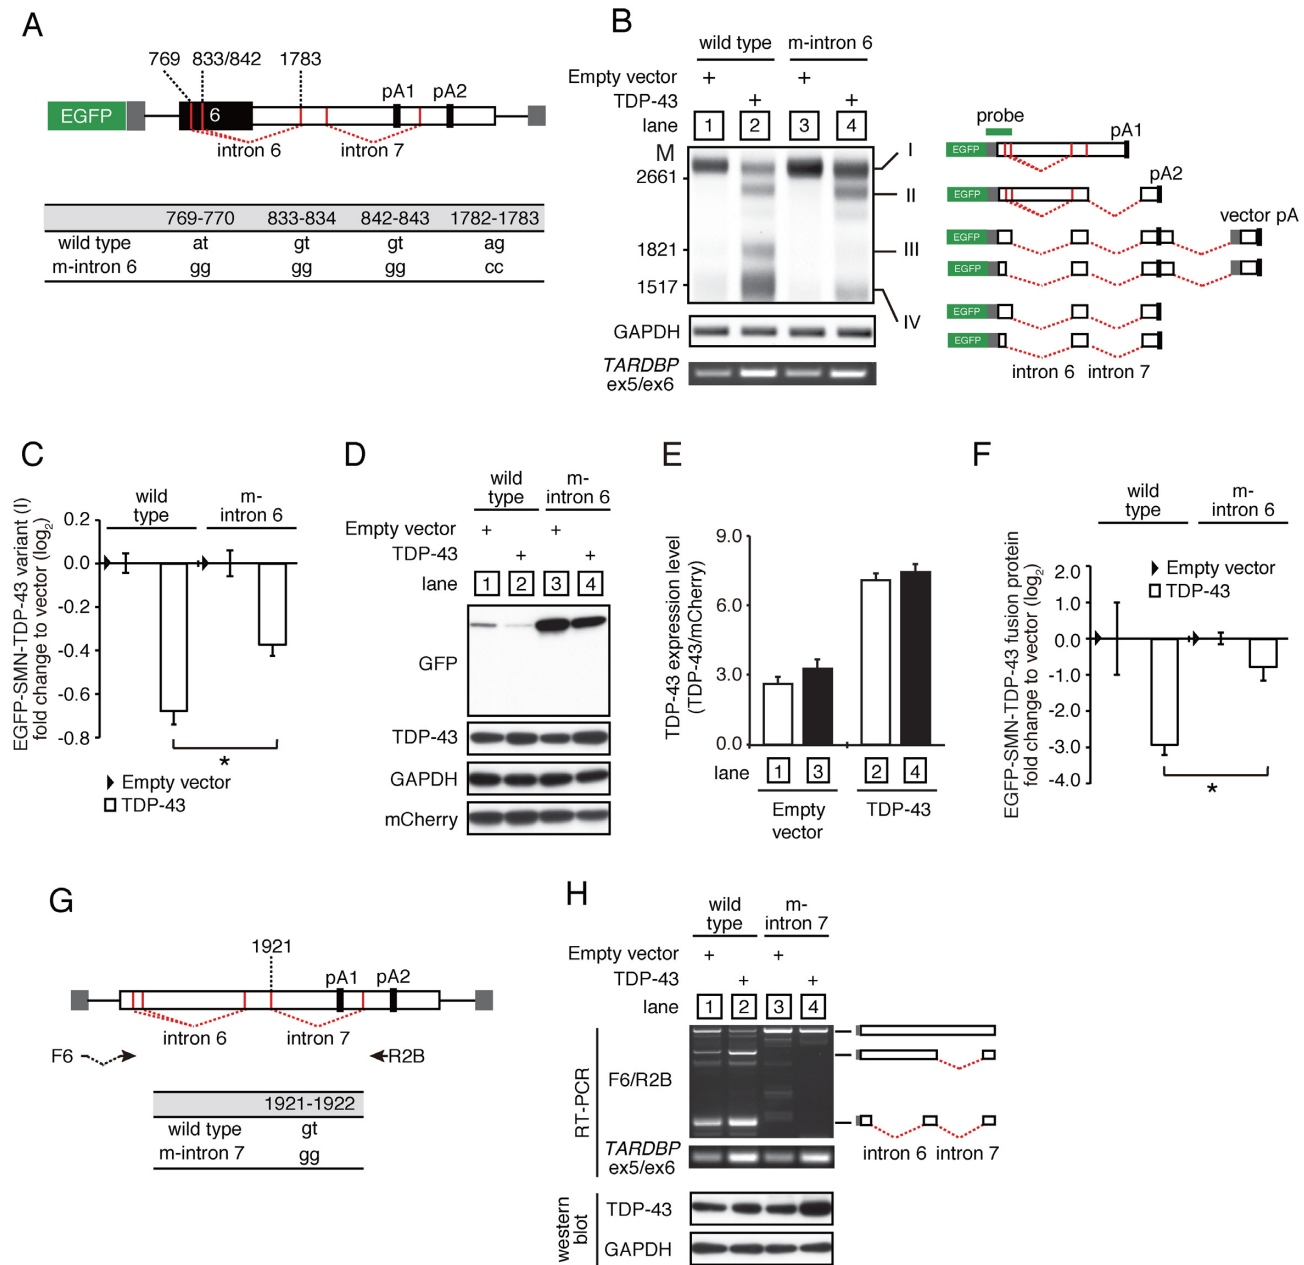 A
769 833/842 1783
pA1 pA2
EGFP 6
intron 6 intron 7
769-770 833-834 842-843 1782-1783
wild type at gt gt ag
m-intron 6 gg gg gg cc
B
wild type m-intron 6
Empty vector + +
TDP-43 + +
lane 1 2 3 4
M
2661
1821
1517
I
II
III
IV
GAPDH
TARDBP
ex5/ex6
probe
pA1
EGFP
pA2
EGFP
vector pA
EGFP
EGFP
EGFP
EGFP
intron 6 intron 7
C
wild
type
m-
intron 6
EGFP-SMN-TDP-43 variant (I)
fold change to vector (log2)
0.2
0.0
-0.2
-0.4
-0.6
-0.8
*
Empty vector
TDP-43
D
wild
type
m-
intron 6
Empty vector + +
TDP-43 + +
lane 1 2 3 4
GFP
TDP-43
GAPDH
mCherry
E
TDP-43 expression level
(TDP-43/mCherry)
9.0
6.0
3.0
0.0
lane 1 3 2 4
Empty
vector
TDP-43
F
wild
type
m-
intron 6
EGFP-SMN-TDP-43 fusion protein
fold change to vector (log2)
Empty vector
TDP-43
2.0
1.0
0.0
-1.0
-2.0
-3.0
-4.0
*
G
1921
pA1 pA2
intron 6 intron 7
F6 R2B
1921-1922
wild type gt
m-intron 7 gg
H
wild
type
m-
intron 7
Empty vector + +
TDP-43 + +
lane 1 2 3 4
RT-PCR
F6/R2B
TARDBP
ex5/ex6
intron 6 intron 7
western
blot
TDP-43
GAPDH